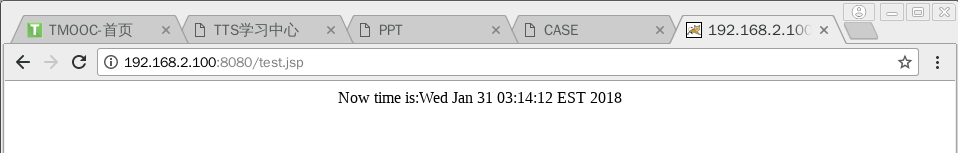 T TMOOC-首页
TTS学习中心
PPT
CASE
192.168.2.100
192.168.2.100:8080/test.jsp
Now time is:Wed Jan 31 03:14:12 EST 2018